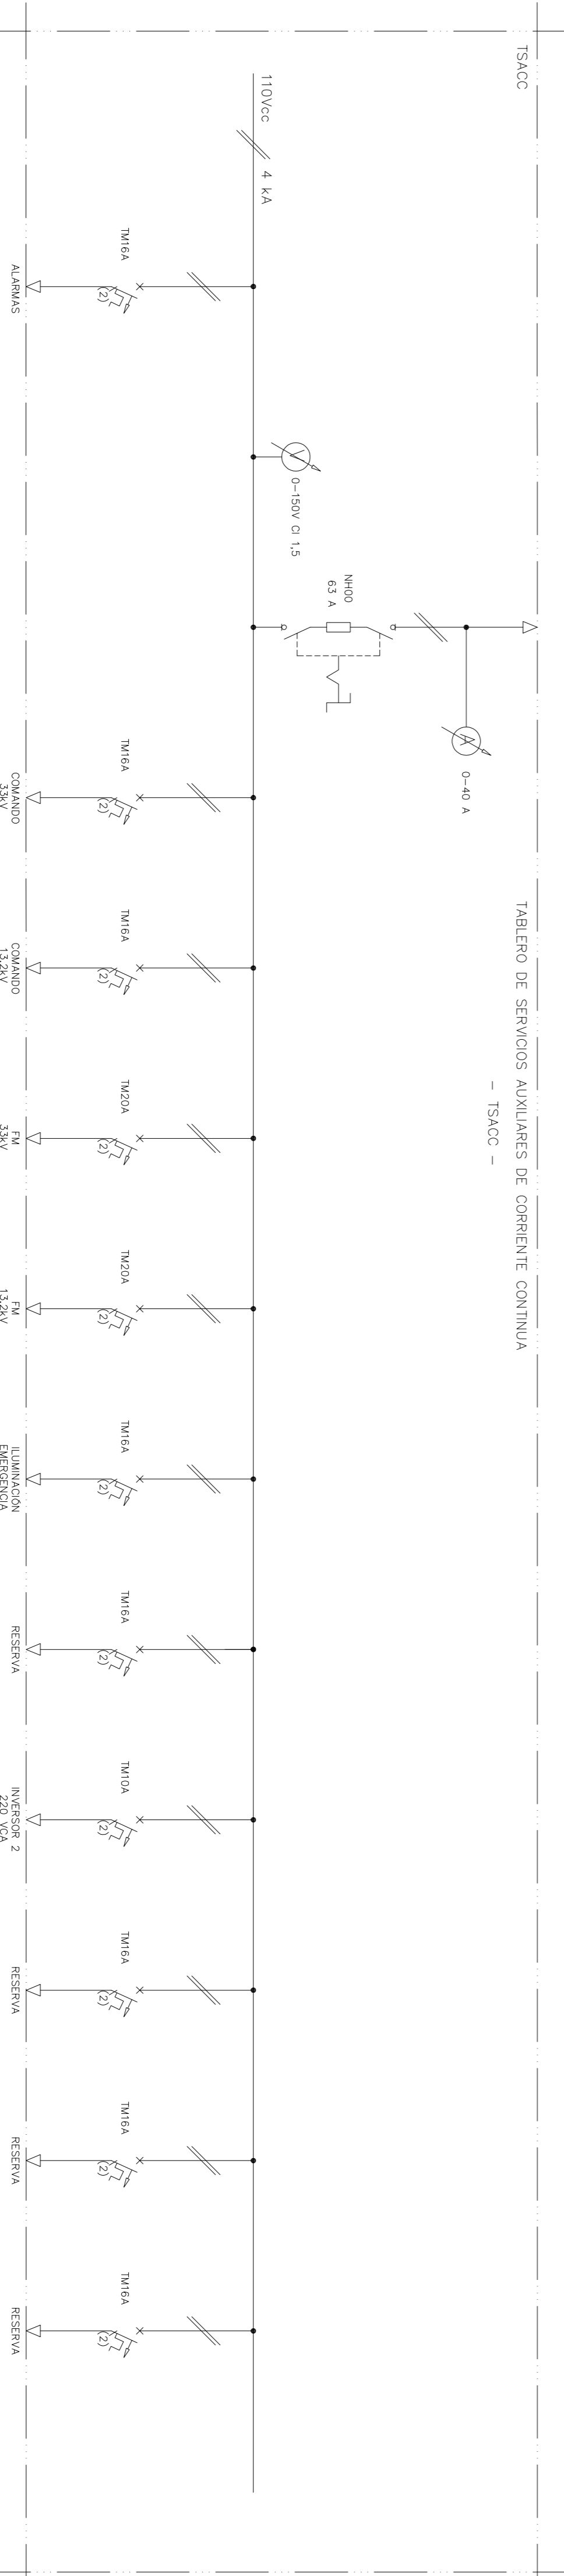 TSACC
TABLERO DE SERVICIOS AUXILIARES DE CORRIENTE CONTINUA
- TSACC -
0-40 A
A
NH00
63 A
V
0-150V Cl 1,5
110Vcc
4 kA
TM16A
(2)
ALARMAS
TM16A
(2)
COMANDO
33kV
TM16A
(2)
COMANDO
13,2kV
TM20A
(2)
FM
33kV
TM20A
(2)
FM
13,2kV
TM16A
(2)
ILUMINACIÓN
EMERGENCIA
TM16A
(2)
RESERVA
TM10A
(2)
INVERSOR 2
220 VCA
TM16A
(2)
RESERVA
TM16A
(2)
RESERVA
TM16A
(2)
RESERVA